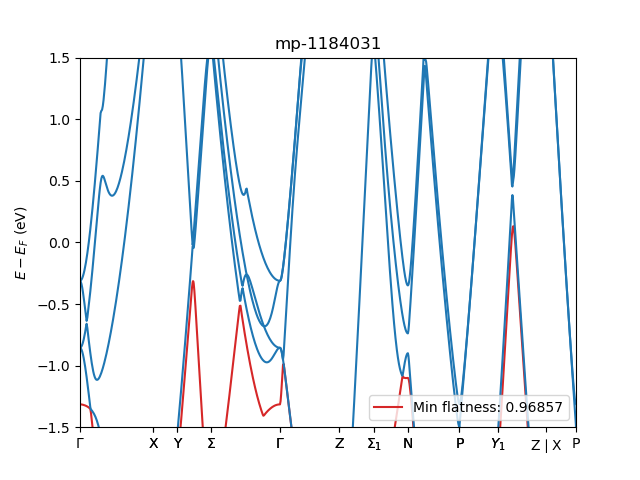 mp-1184031
1.5
1.0
0.5
0.0
−0.5
−1.0
−1.5
E − E_F (eV)
Min flatness: 0.96857
Γ X Y Σ Γ Z Σ₁ N P Y₁ Z | X P